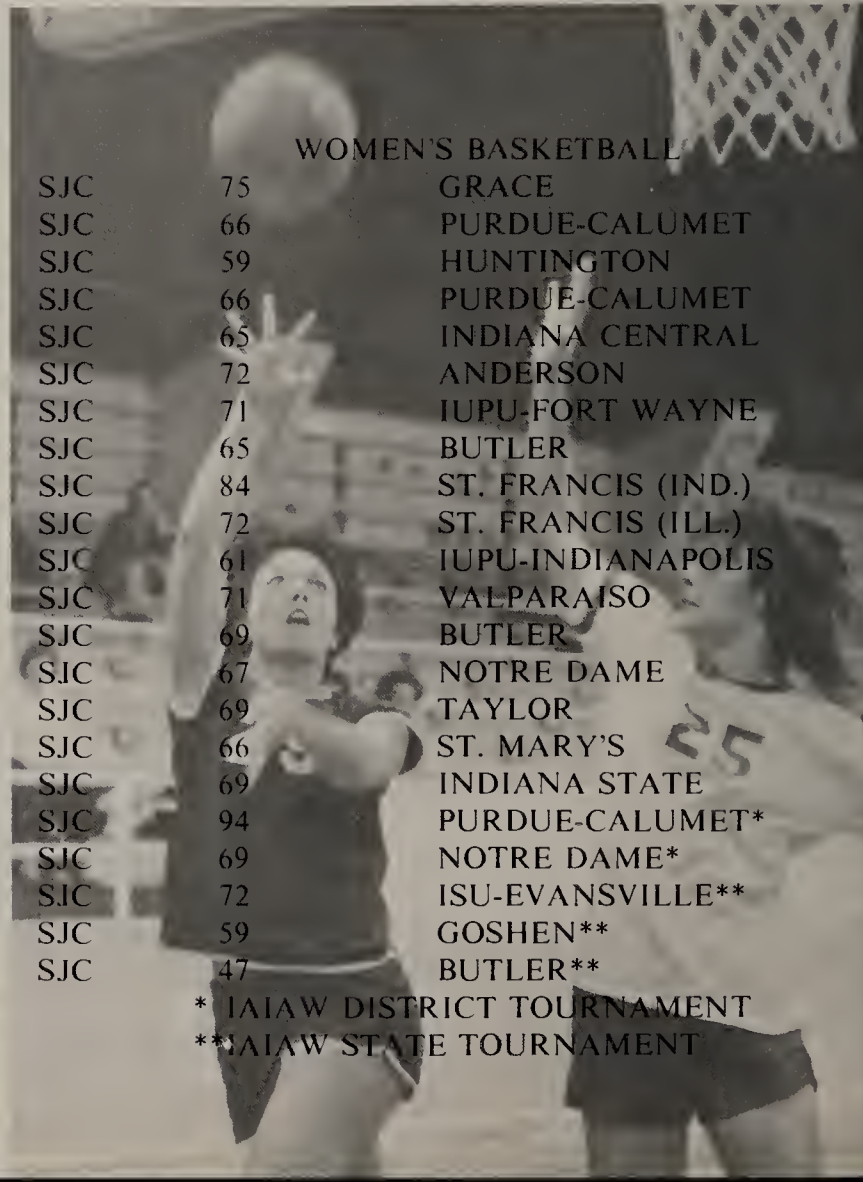 WOMEN'S BASKETBALL
SJC 75 GRACE
SJC 66 PURDUE-CALUMET
SJC 59 HUNTINGTON
SJC 66 PURDUE-CALUMET
SJC 65 INDIANA CENTRAL
SJC 72 ANDERSON
SJC 71 IUPU-FORT WAYNE
SJC 65 BUTLER
SJC 84 ST. FRANCIS (IND.)
SJC 72 ST. FRANCIS (ILL.)
SJC 61 IUPU-INDIANAPOLIS
SJC 71 VALPARAISO
SJC 69 BUTLER
SJC 67 NOTRE DAME
SJC 69 TAYLOR
SJC 66 ST. MARY'S
SJC 69 INDIANA STATE
SJC 94 PURDUE-CALUMET*
SJC 69 NOTRE DAME*
SJC 72 ISU-EVANSVILLE**
SJC 59 GOSHEN**
SJC 47 BUTLER**
* IAIAW DISTRICT TOURNAMENT
**IAIAW STATE TOURNAMENT
25